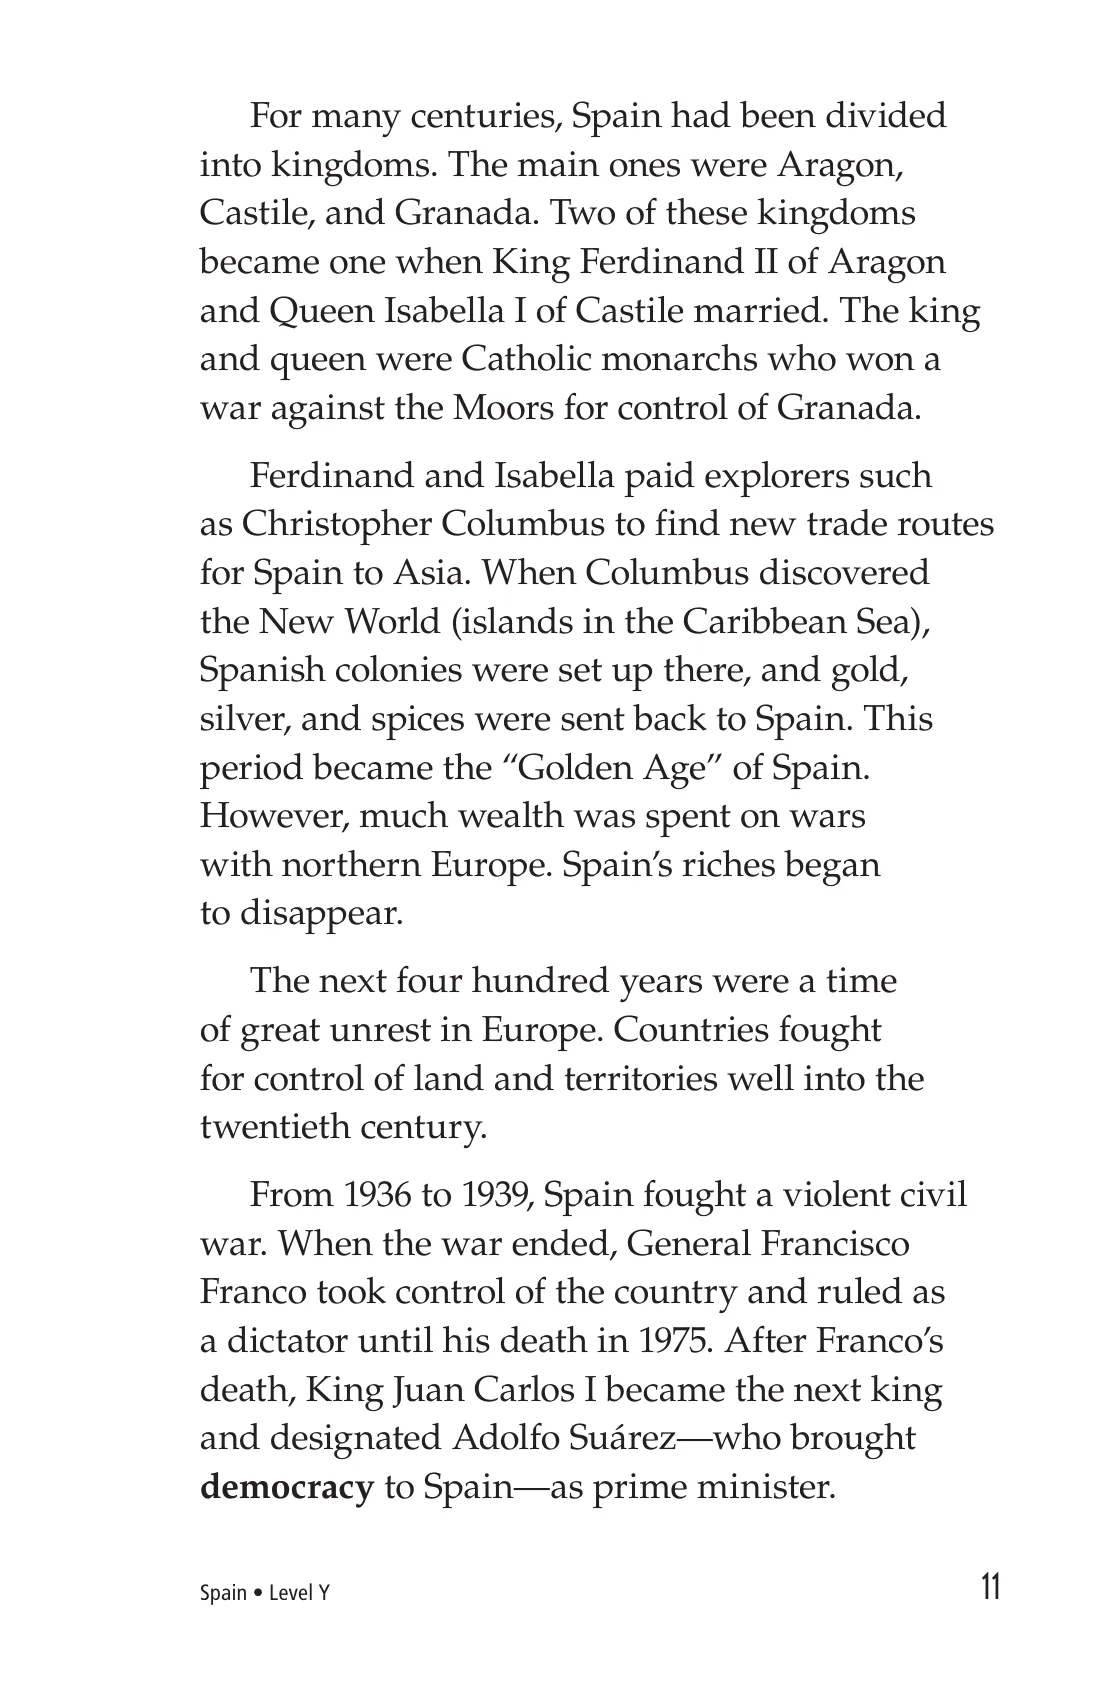 For many centuries, Spain had been divided
into kingdoms. The main ones were Aragon,
Castile, and Granada. Two of these kingdoms
became one when King Ferdinand II of Aragon
and Queen Isabella I of Castile married. The king
and queen were Catholic monarchs who won a
war against the Moors for control of Granada.
Ferdinand and Isabella paid explorers such
as Christopher Columbus to find new trade routes
for Spain to Asia. When Columbus discovered
the New World (islands in the Caribbean Sea),
Spanish colonies were set up there, and gold,
silver, and spices were sent back to Spain. This
period became the “Golden Age” of Spain.
However, much wealth was spent on wars
with northern Europe. Spain’s riches began
to disappear.
The next four hundred years were a time
of great unrest in Europe. Countries fought
for control of land and territories well into the
twentieth century.
From 1936 to 1939, Spain fought a violent civil
war. When the war ended, General Francisco
Franco took control of the country and ruled as
a dictator until his death in 1975. After Franco’s
death, King Juan Carlos I became the next king
and designated Adolfo Suárez—who brought
democracy to Spain—as prime minister.
Spain • Level Y
11